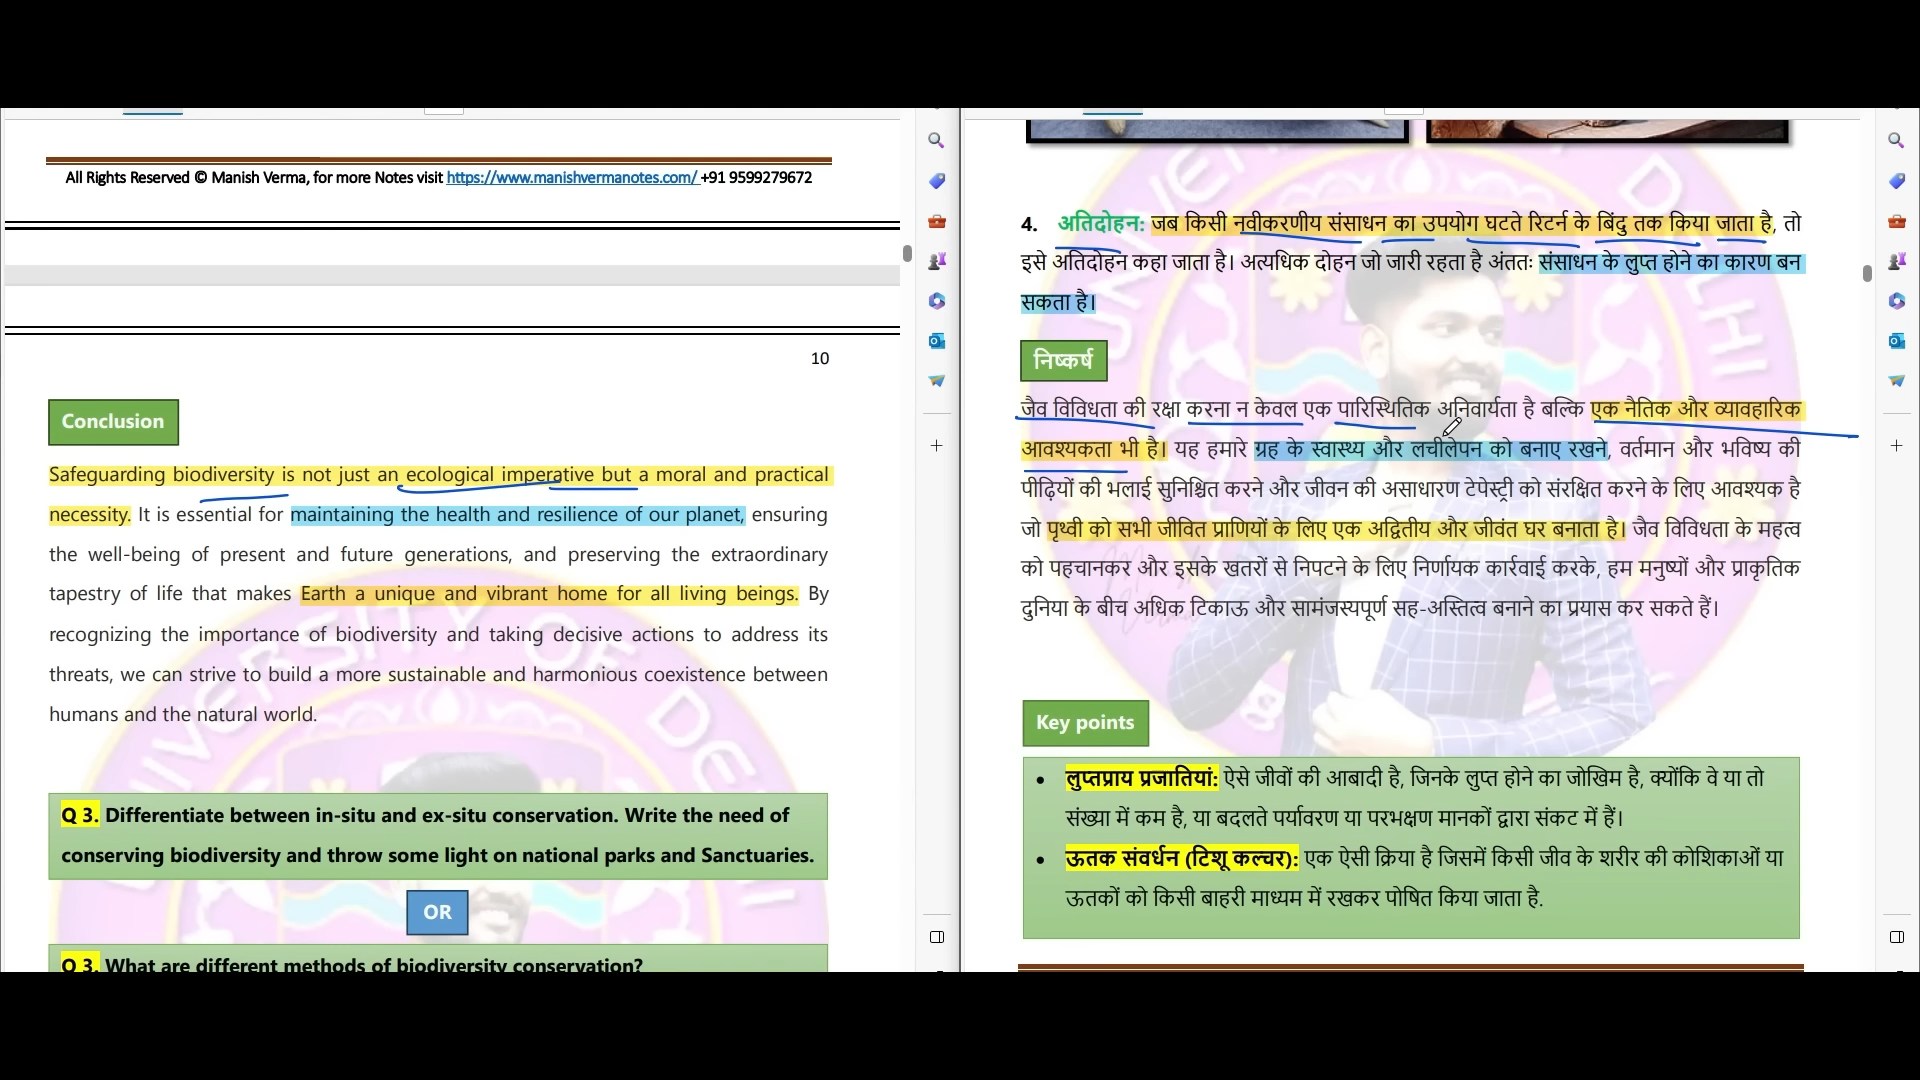 All Rights Reserved © Manish Verma, for more Notes visit https://www.manishvermanotes.com/ +91 9599279672
10
Conclusion
Safeguarding biodiversity is not just an ecological imperative but a moral and practical
necessity. It is essential for maintaining the health and resilience of our planet, ensuring
the well-being of present and future generations, and preserving the extraordinary
tapestry of life that makes Earth a unique and vibrant home for all living beings. By
recognizing the importance of biodiversity and taking decisive actions to address its
threats, we can strive to build a more sustainable and harmonious coexistence between
humans and the natural world.
Q 3. Differentiate between in-situ and ex-situ conservation. Write the need of
conserving biodiversity and throw some light on national parks and Sanctuaries.
OR
Q 3. What are different methods of biodiversity conservation?
4. अतिदोहन: जब किसी नवीकरणीय संसाधन का उपयोग घटते रिटर्न के बिंदु तक किया जाता है, तो
इसे अतिदोहन कहा जाता है। अत्यधिक दोहन जो जारी रहता है अंततः संसाधन के लुप्त होने का कारण बन
सकता है।
निष्कर्ष
जैव विविधता की रक्षा करना न केवल एक पारिस्थितिक अनिवार्यता है बल्कि एक नैतिक और व्यावहारिक
आवश्यकता भी है। यह हमारे ग्रह के स्वास्थ्य और लचीलेपन को बनाए रखने, वर्तमान और भविष्य की
पीढ़ियों की भलाई सुनिश्चित करने और जीवन की असाधारण टेपेस्ट्री को संरक्षित करने के लिए आवश्यक है
जो पृथ्वी को सभी जीवित प्राणियों के लिए एक अद्वितीय और जीवंत घर बनाता है। जैव विविधता के महत्व
को पहचानकर और इसके खतरों से निपटने के लिए निर्णायक कार्रवाई करके, हम मनुष्यों और प्राकृतिक
दुनिया के बीच अधिक टिकाऊ और सामंजस्यपूर्ण सह-अस्तित्व बनाने का प्रयास कर सकते हैं।
Key points
• लुप्तप्राय प्रजातियां: ऐसे जीवों की आबादी है, जिनके लुप्त होने का जोखिम है, क्योंकि वे या तो
संख्या में कम है, या बदलते पर्यावरण या परभक्षण मानकों द्वारा संकट में हैं।
• ऊतक संवर्धन (टिशू कल्चर): एक ऐसी क्रिया है जिसमें किसी जीव के शरीर की कोशिकाओं या
ऊतकों को किसी बाहरी माध्यम में रखकर पोषित किया जाता है.
UNIVERSITY OF DELHI